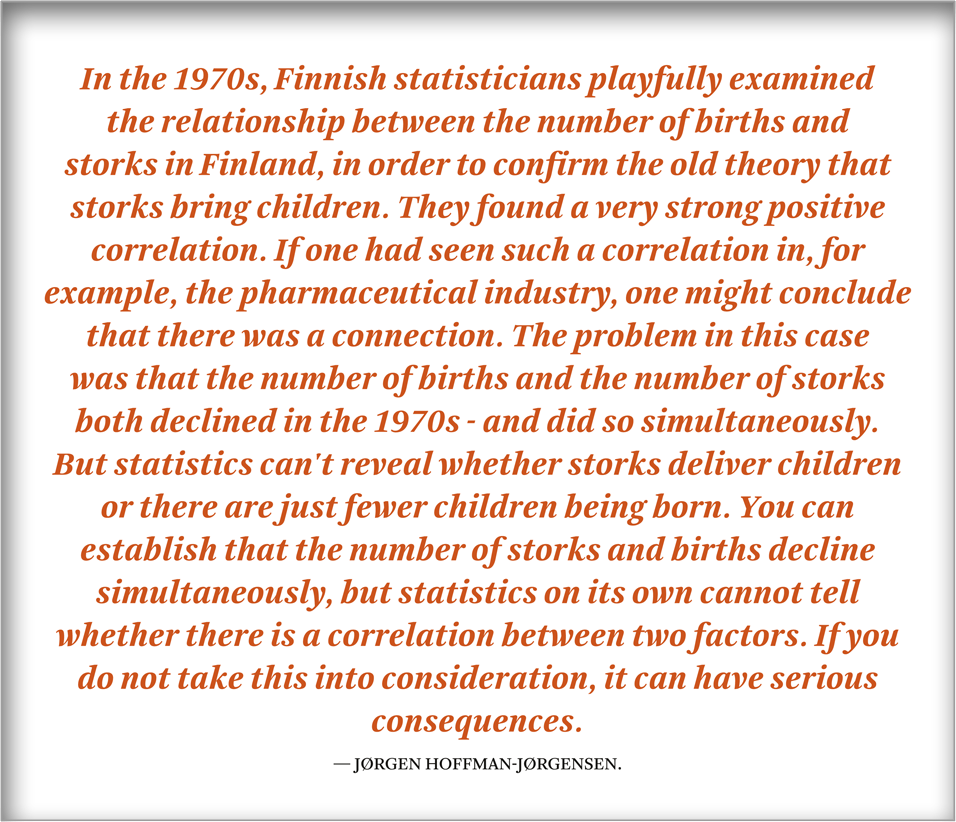 In the 1970s, Finnish statisticians playfully examined
the relationship between the number of births and
storks in Finland, in order to confirm the old theory that
storks bring children. They found a very strong positive
correlation. If one had seen such a correlation in, for
example, the pharmaceutical industry, one might conclude
that there was a connection. The problem in this case
was that the number of births and the number of storks
both declined in the 1970s - and did so simultaneously.
But statistics can't reveal whether storks deliver children
or there are just fewer children being born. You can
establish that the number of storks and births decline
simultaneously, but statistics on its own cannot tell
whether there is a correlation between two factors. If you
do not take this into consideration, it can have serious
consequences.
— JØRGEN HOFFMAN-JØRGENSEN.